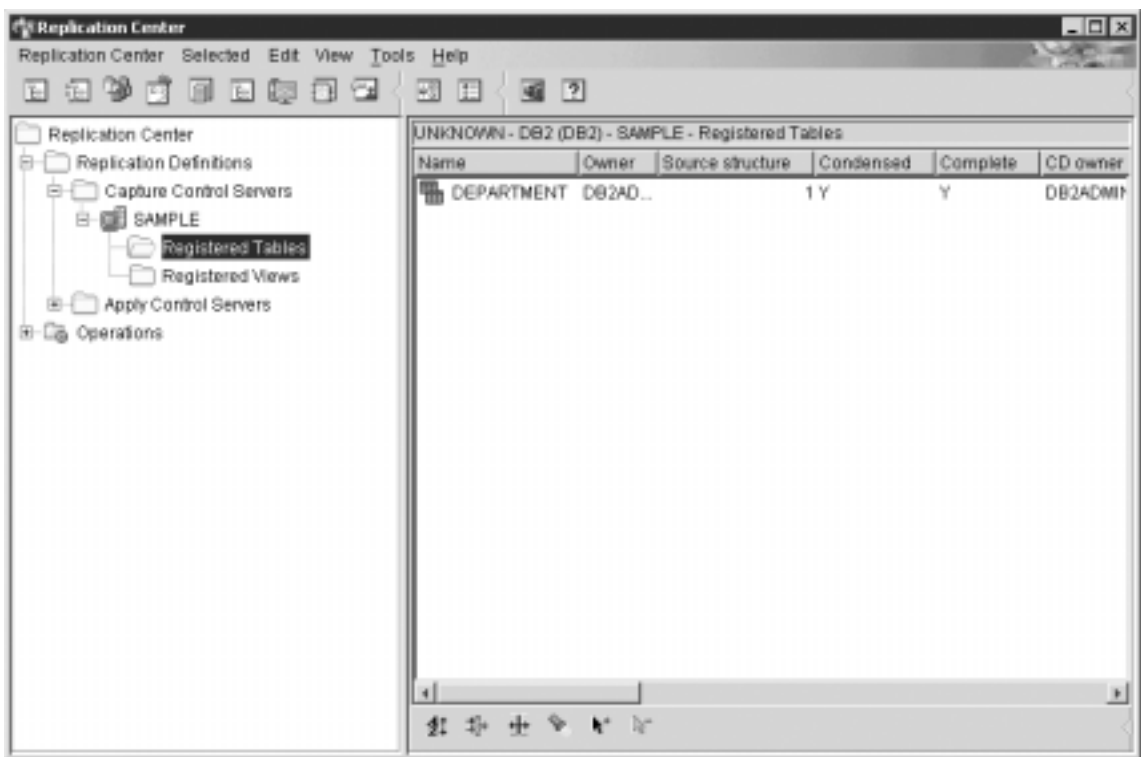 Replication Center
Replication Center Selected Edit View Tools Help
Replication Center
Replication Definitions
Capture Control Servers
SAMPLE
Registered Tables
Registered Views
Apply Control Servers
Operations
UNKNOWN - DB2 (DB2) - SAMPLE - Registered Tables
Name Owner Source structure Condensed Complete CD owner
DEPARTMENT DB2AD... 1 Y Y DB2ADMIN